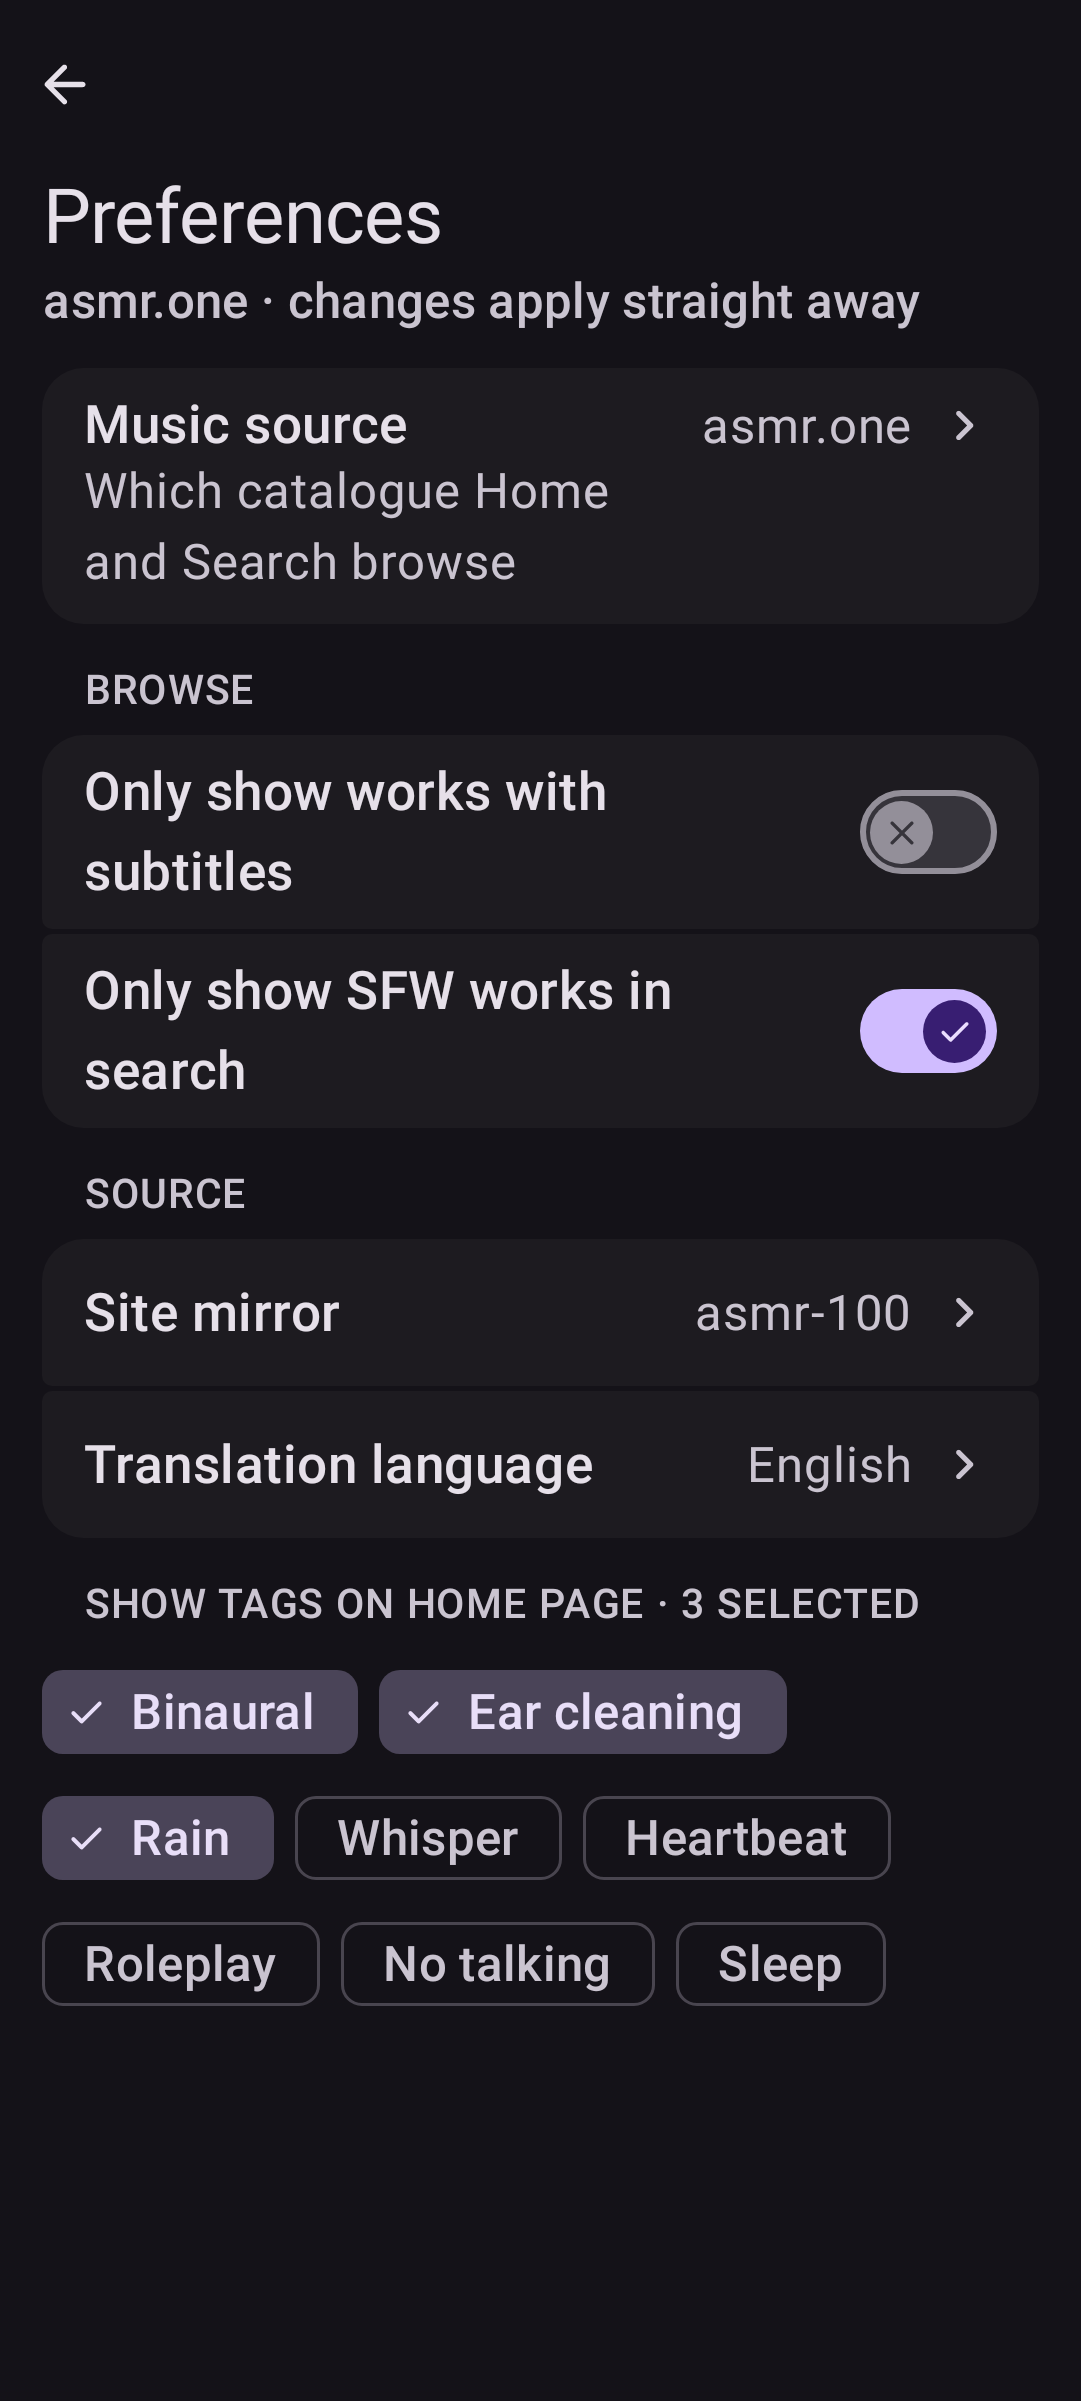 Preferences
asmr.one · changes apply straight away
Music source
asmr.one
Which catalogue Home
and Search browse
BROWSE
Only show works with
subtitles
Only show SFW works in
search
SOURCE
Site mirror
asmr-100
Translation language
English
SHOW TAGS ON HOME PAGE · 3 SELECTED
Binaural
Ear cleaning
Rain
Whisper
Heartbeat
Roleplay
No talking
Sleep